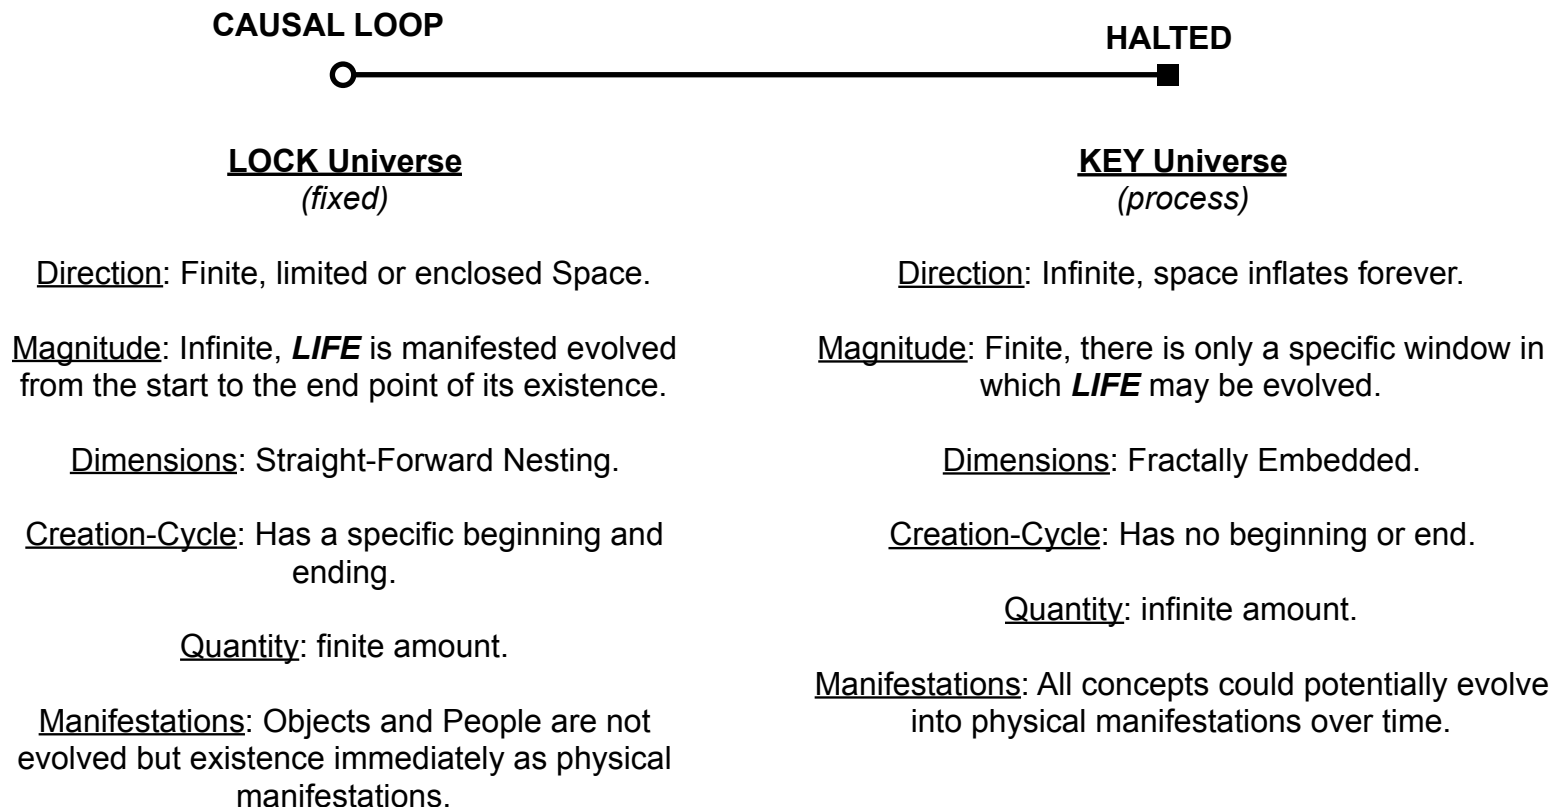 CAUSAL LOOP
HALTED
LOCK Universe
(fixed)
Direction: Finite, limited or enclosed Space.
Magnitude: Infinite, LIFE is manifested evolved
from the start to the end point of its existence.
Dimensions: Straight-Forward Nesting.
Creation-Cycle: Has a specific beginning and
ending.
Quantity: finite amount.
Manifestations: Objects and People are not
evolved but existence immediately as physical
manifestations.
KEY Universe
(process)
Direction: Infinite, space inflates forever.
Magnitude: Finite, there is only a specific window in
which LIFE may be evolved.
Dimensions: Fractally Embedded.
Creation-Cycle: Has no beginning or end.
Quantity: infinite amount.
Manifestations: All concepts could potentially evolve
into physical manifestations over time.